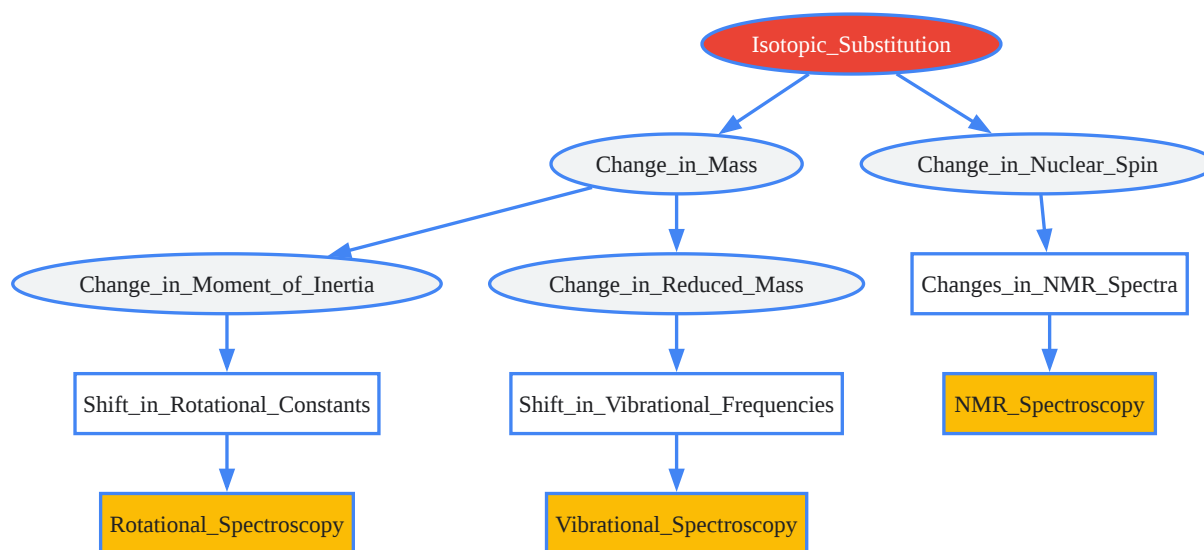 Isotopic_Substitution
Change_in_Mass
Change_in_Nuclear_Spin
Change_in_Moment_of_Inertia
Change_in_Reduced_Mass
Changes_in_NMR_Spectra
Shift_in_Rotational_Constants
Shift_in_Vibrational_Frequencies
NMR_Spectroscopy
Rotational_Spectroscopy
Vibrational_Spectroscopy